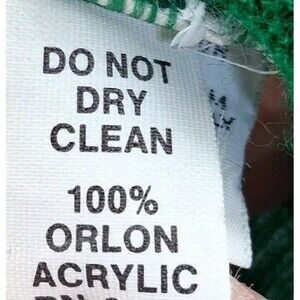 DO NOT
DRY
CLEAN
100%
ORLON
ACRYLIC